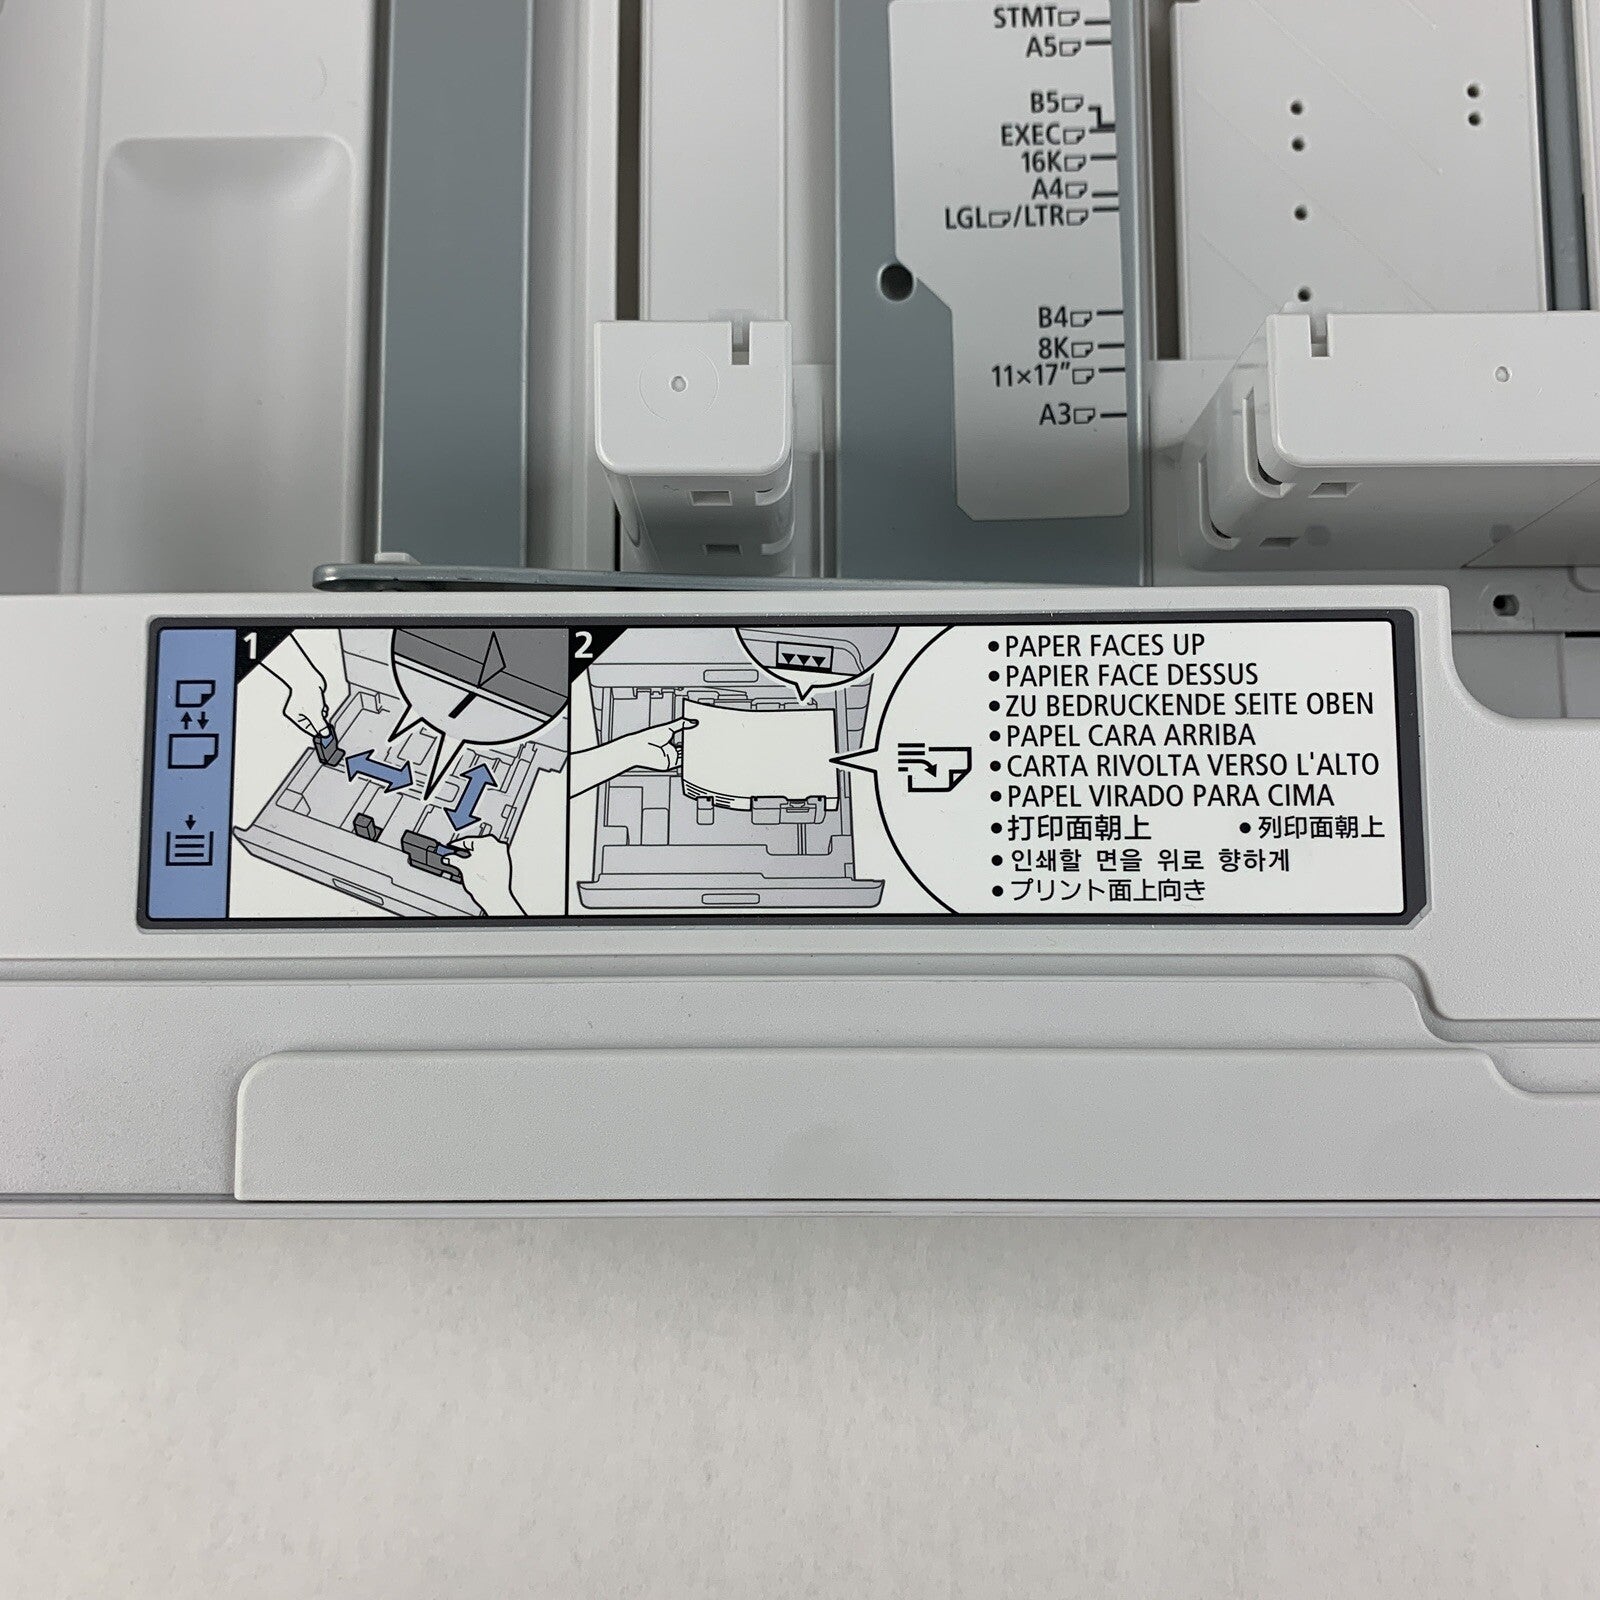 STMT
A5
B5
EXEC
16K
A4
LGL/LTR
B4
8K
11×17"
A3
1
2
•PAPER FACES UP
•PAPIER FACE DESSUS
•ZU BEDRUCKENDE SEITE OBEN
•PAPEL CARA ARRIBA
•CARTA RIVOLTA VERSO L'ALTO
•PAPEL VIRADO PARA CIMA
•打印面朝上 •列印面朝上
•인쇄할 면을 위로 향하게
•プリント面上向き